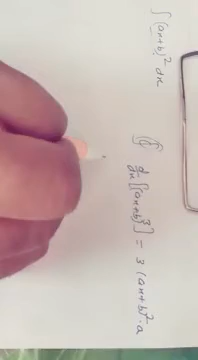 ∫(ax+b)² dx
d/dx [(ax+b)³] = 3(ax+b)²·a